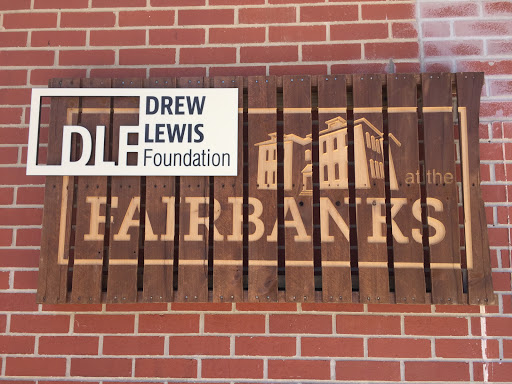 DLF
DREW
LEWIS
Foundation
at the
FAIRBANKS